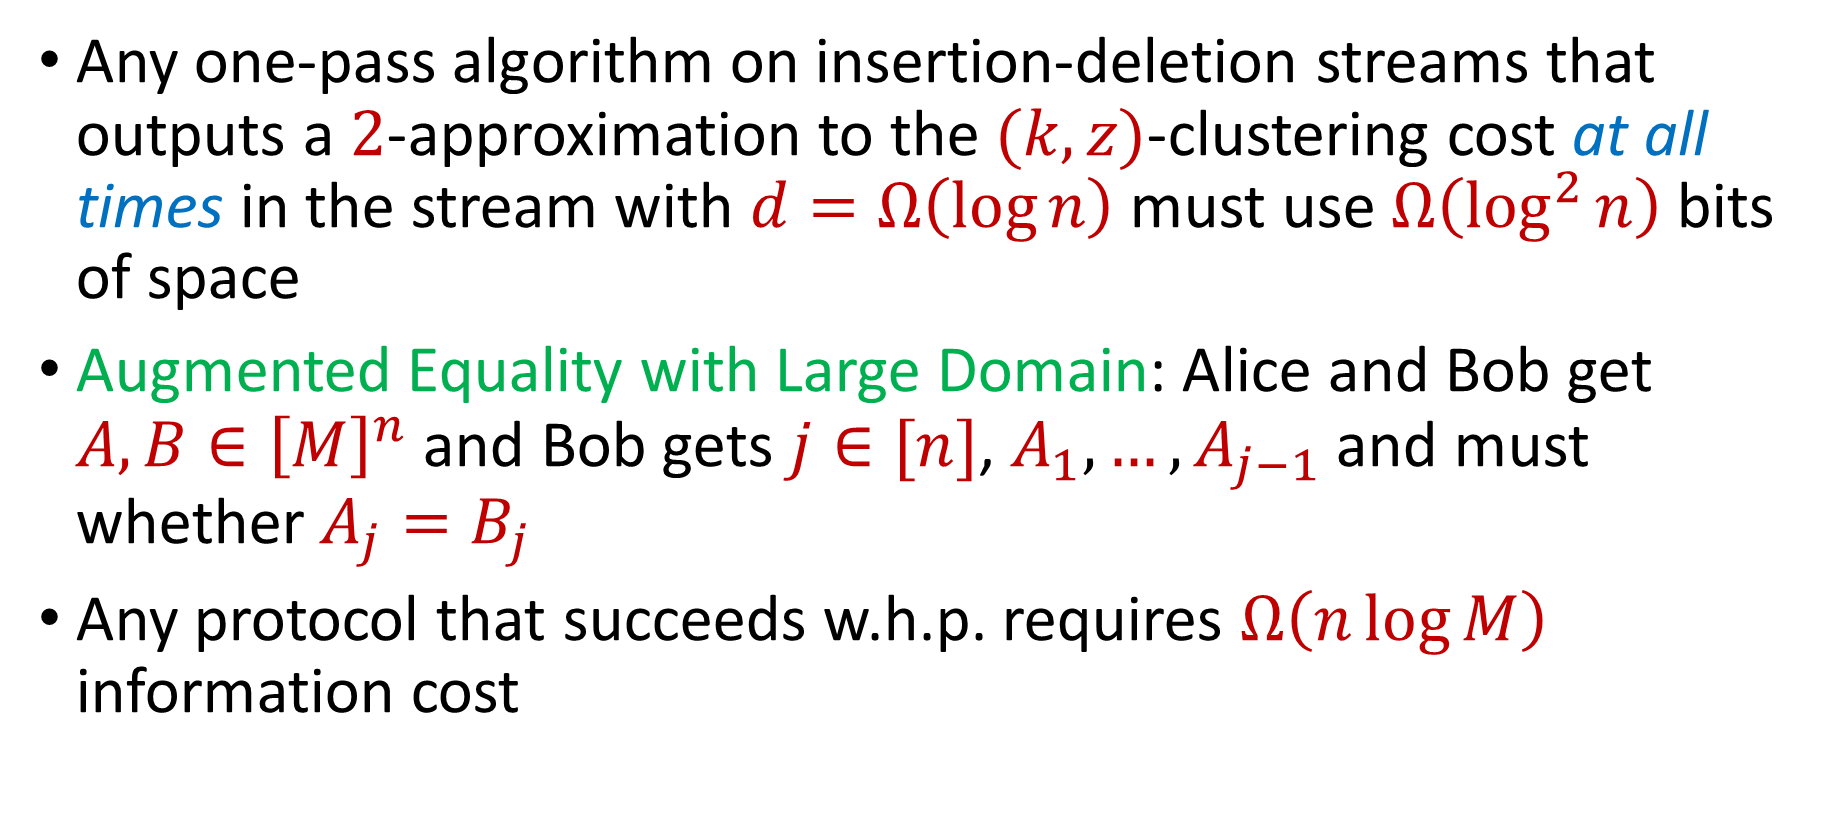 • Any one-pass algorithm on insertion-deletion streams that
outputs a 2-approximation to the (k, z)-clustering cost at all
times in the stream with d = Ω(log n) must use Ω(log² n) bits
of space
• Augmented Equality with Large Domain: Alice and Bob get
A, B ∈ [M]ⁿ and Bob gets j ∈ [n], A₁, … , Aⱼ₋₁ and must
whether Aⱼ = Bⱼ
• Any protocol that succeeds w.h.p. requires Ω(n log M)
information cost